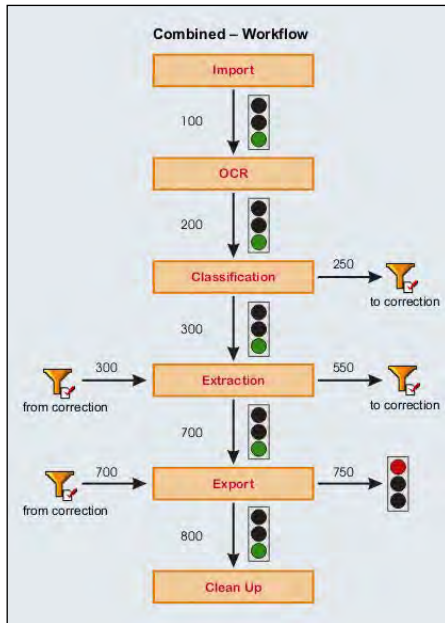 Combined – Workflow
Import
100
OCR
200
Classification
250
to correction
300
300
from correction
Extraction
550
to correction
700
700
from correction
Export
750
800
Clean Up